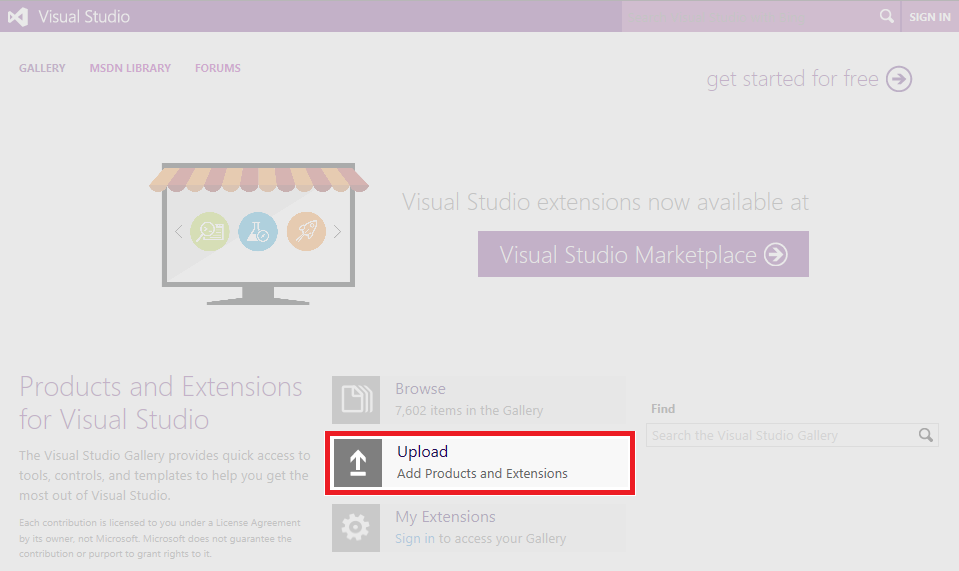 Visual Studio
SIGN IN
GALLERY MSDN LIBRARY FORUMS
get started for free
Visual Studio extensions now available at
Visual Studio Marketplace
Products and Extensions
for Visual Studio
The Visual Studio Gallery provides quick access to
tools, controls, and templates to help you get the
most out of Visual Studio.
Each contribution is licensed to you under a License Agreement
by its owner, not Microsoft. Microsoft does not guarantee the
contribution or purport to grant rights to it.
Browse
7,602 items in the Gallery
Upload
Add Products and Extensions
My Extensions
Sign in to access your Gallery
Find
Search the Visual Studio Gallery